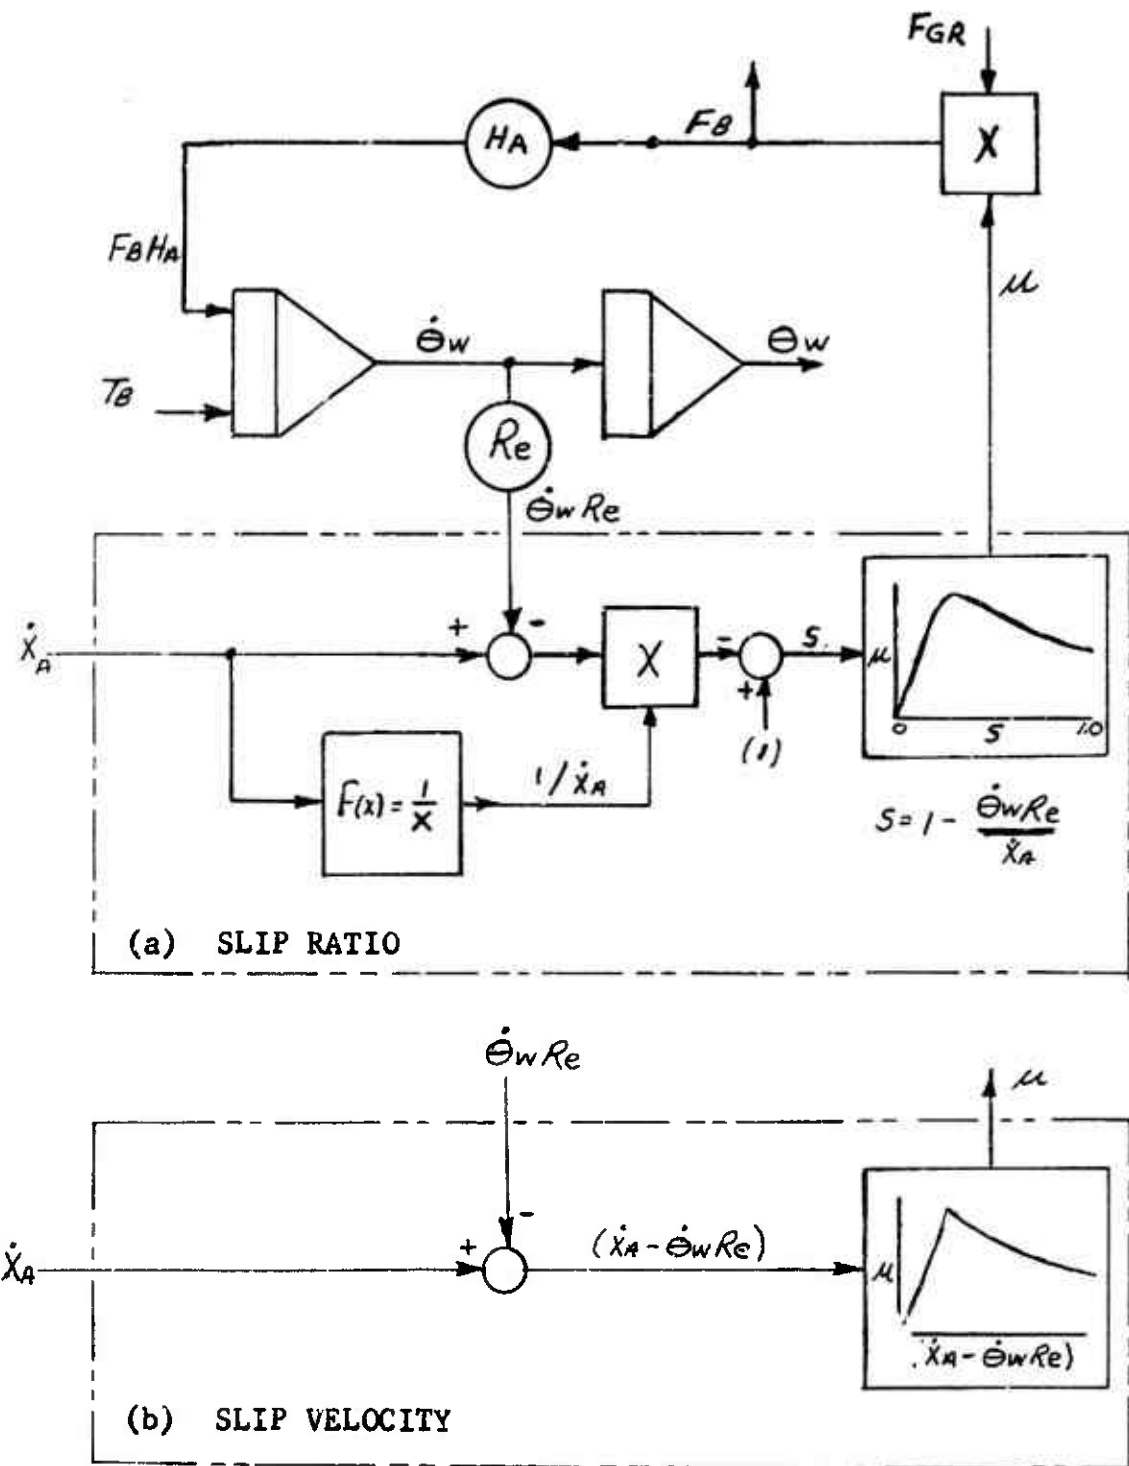 FGR
HA
FB
X
FBHA
μ
θ̇w
θw
TB
Re
θ̇wRe
ẊA
+
-
X
-
S
+
(1)
μ
0
S
1.0
F(x) = 1/X
1/ẋA
S = 1 - θ̇wRe/ẊA
(a) SLIP RATIO
θ̇wRe
μ
-
ẊA
+
(ẋA - θ̇wRe)
μ
ẋA - θ̇wRe)
(b) SLIP VELOCITY